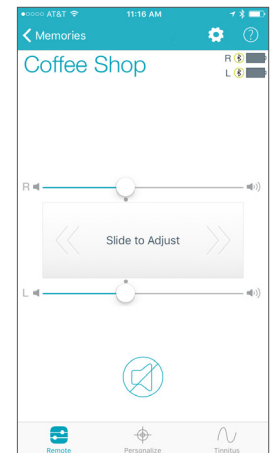 ●○○○○ AT&T 11:16 AM
Memories
Coffee Shop
R
L
R
Slide to Adjust
L
Remote Personalize Tinnitus